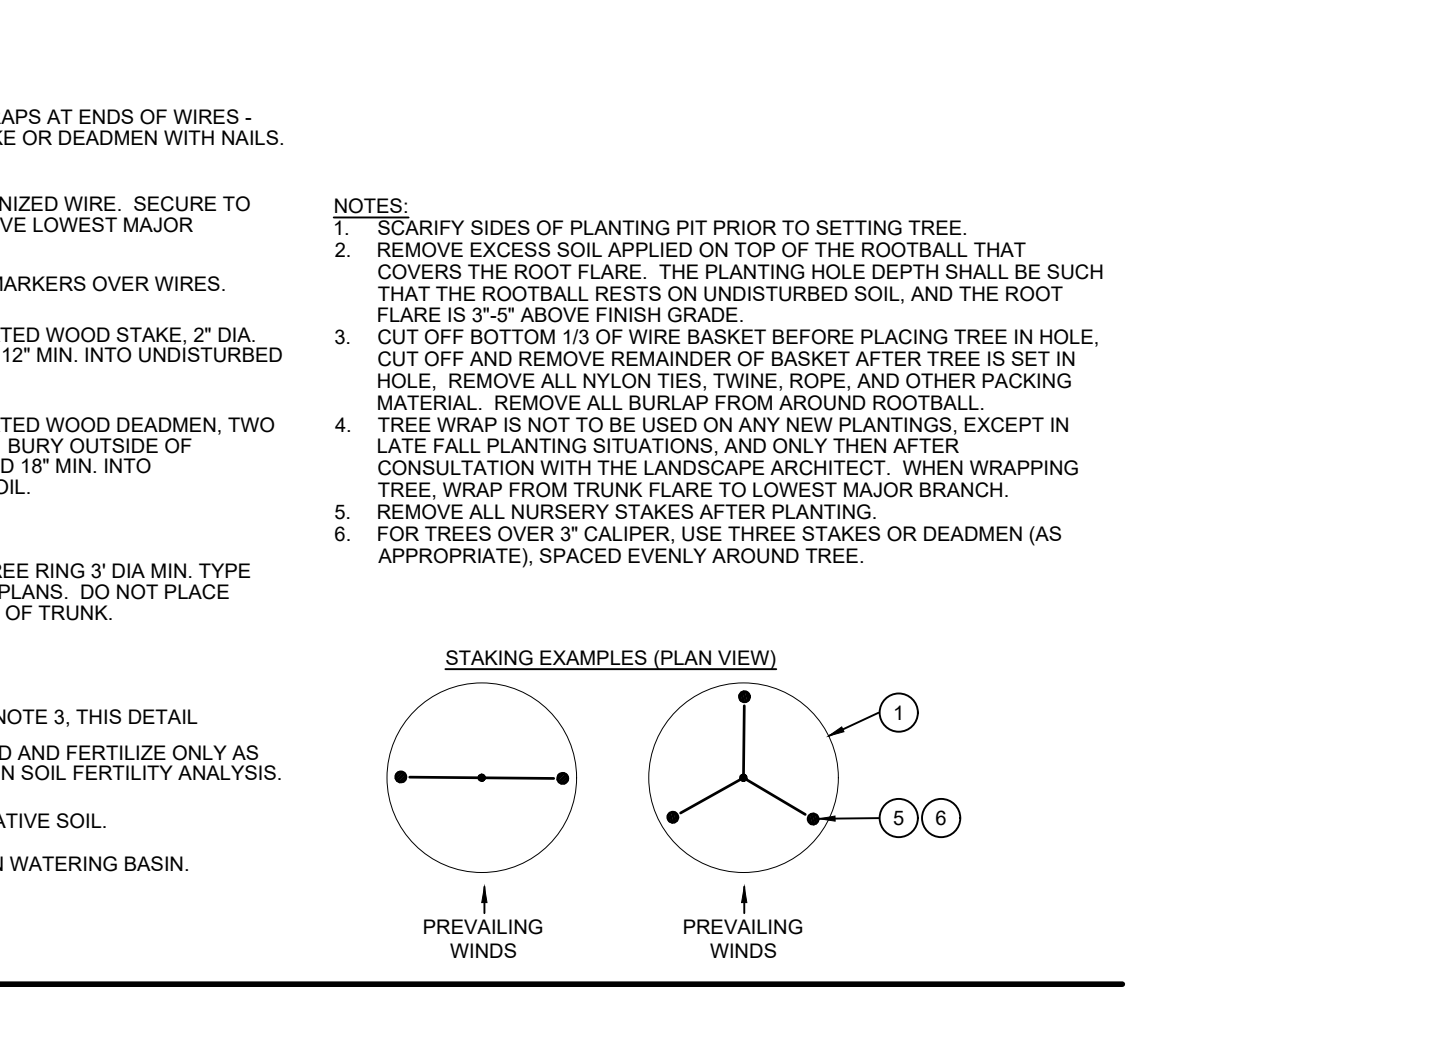 APS AT ENDS OF WIRES -
OR DEADMEN WITH NAILS.
NIZED WIRE. SECURE TO
VE LOWEST MAJOR
MARKERS OVER WIRES.
TED WOOD STAKE, 2" DIA.
12" MIN. INTO UNDISTURBED
TED WOOD DEADMEN, TWO
BURY OUTSIDE OF
D 18" MIN. INTO
OIL.
REE RING 3' DIA MIN. TYPE
PLANS. DO NOT PLACE
OF TRUNK.
NOTE 3, THIS DETAIL
D AND FERTILIZE ONLY AS
N SOIL FERTILITY ANALYSIS.
ATIVE SOIL.
N WATERING BASIN.
NOTES:
1. SCARIFY SIDES OF PLANTING PIT PRIOR TO SETTING TREE.
2. REMOVE EXCESS SOIL APPLIED ON TOP OF THE ROOTBALL THAT
COVERS THE ROOT FLARE. THE PLANTING HOLE DEPTH SHALL BE SUCH
THAT THE ROOTBALL RESTS ON UNDISTURBED SOIL, AND THE ROOT
FLARE IS 3"-5" ABOVE FINISH GRADE.
3. CUT OFF BOTTOM 1/3 OF WIRE BASKET BEFORE PLACING TREE IN HOLE,
CUT OFF AND REMOVE REMAINDER OF BASKET AFTER TREE IS SET IN
HOLE, REMOVE ALL NYLON TIES, TWINE, ROPE, AND OTHER PACKING
MATERIAL. REMOVE ALL BURLAP FROM AROUND ROOTBALL.
4. TREE WRAP IS NOT TO BE USED ON ANY NEW PLANTINGS, EXCEPT IN
LATE FALL PLANTING SITUATIONS, AND ONLY THEN AFTER
CONSULTATION WITH THE LANDSCAPE ARCHITECT. WHEN WRAPPING
TREE, WRAP FROM TRUNK FLARE TO LOWEST MAJOR BRANCH.
5. REMOVE ALL NURSERY STAKES AFTER PLANTING.
6. FOR TREES OVER 3" CALIPER, USE THREE STAKES OR DEADMEN (AS
APPROPRIATE), SPACED EVENLY AROUND TREE.
STAKING EXAMPLES (PLAN VIEW)
1
5 6
PREVAILING
WINDS
PREVAILING
WINDS